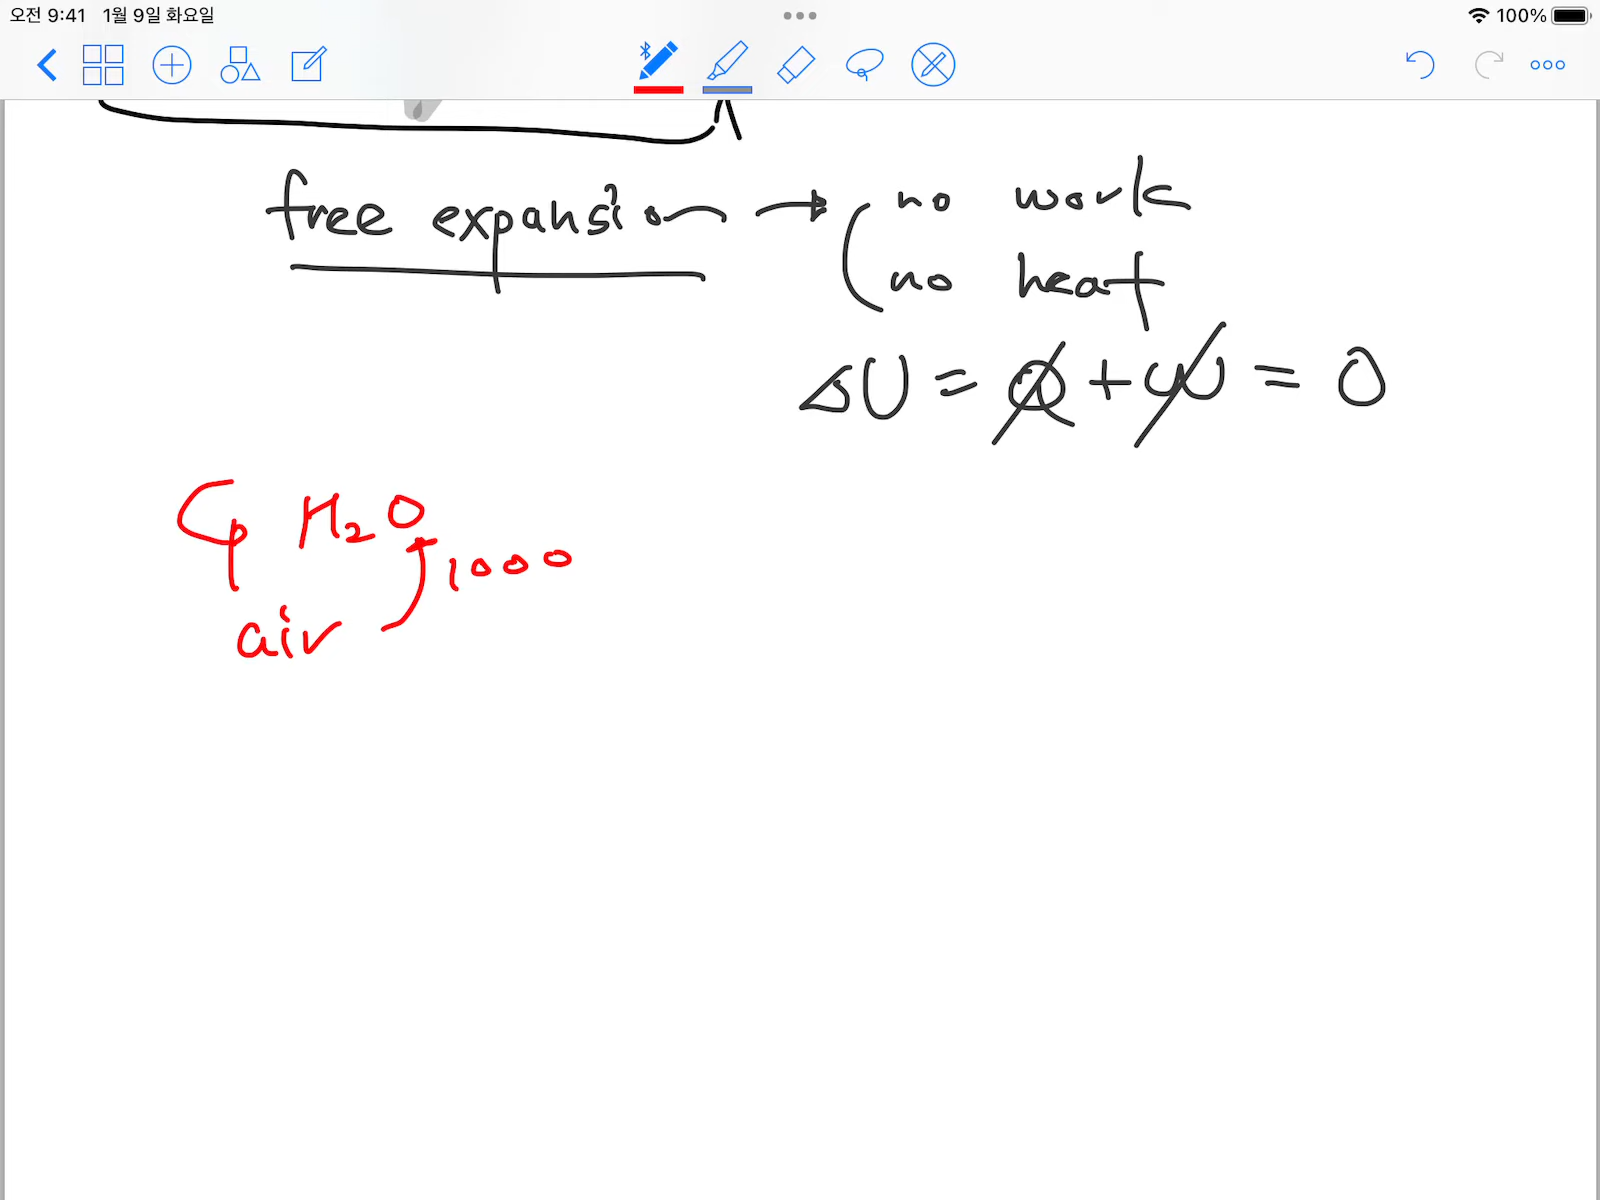 오전 9:41 1월 9일 화요일
100%
free expansion → no work
no heat
ΔU = Q + W = 0
Cp H₂O
1000
air